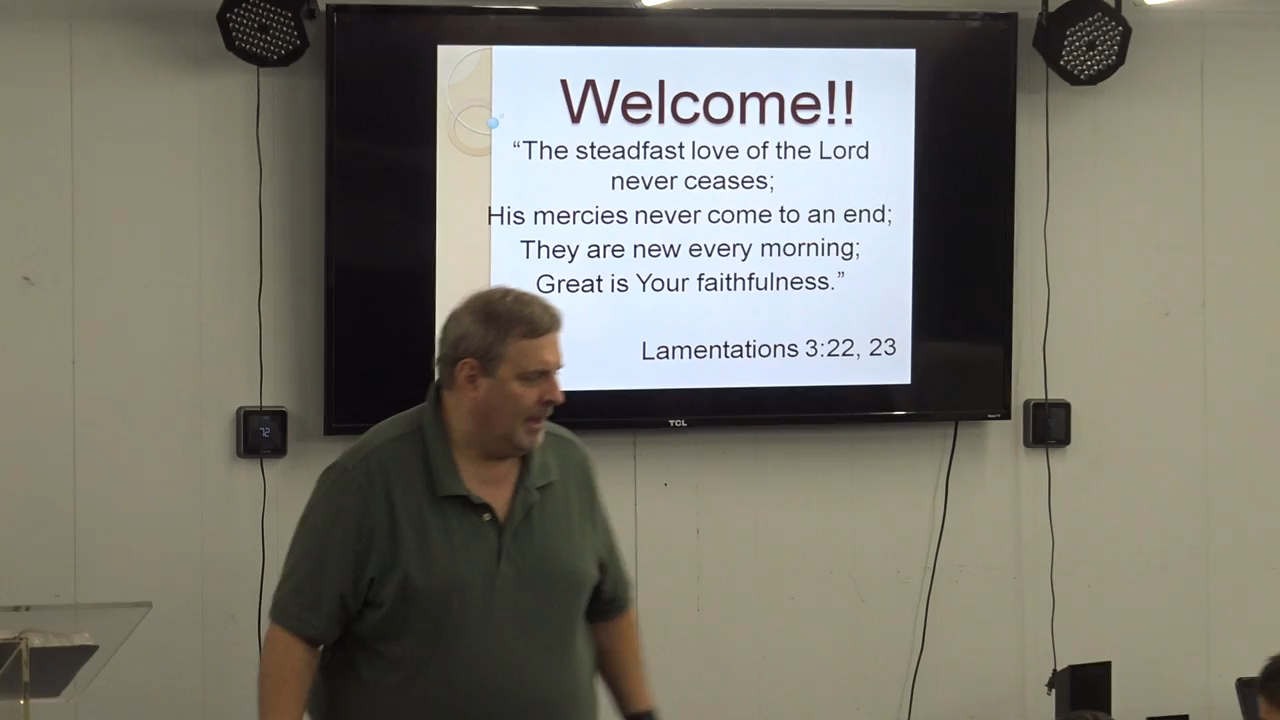 Welcome!!
“The steadfast love of the Lord
never ceases;
His mercies never come to an end;
They are new every morning;
Great is Your faithfulness.”
Lamentations 3:22, 23
TCL
72